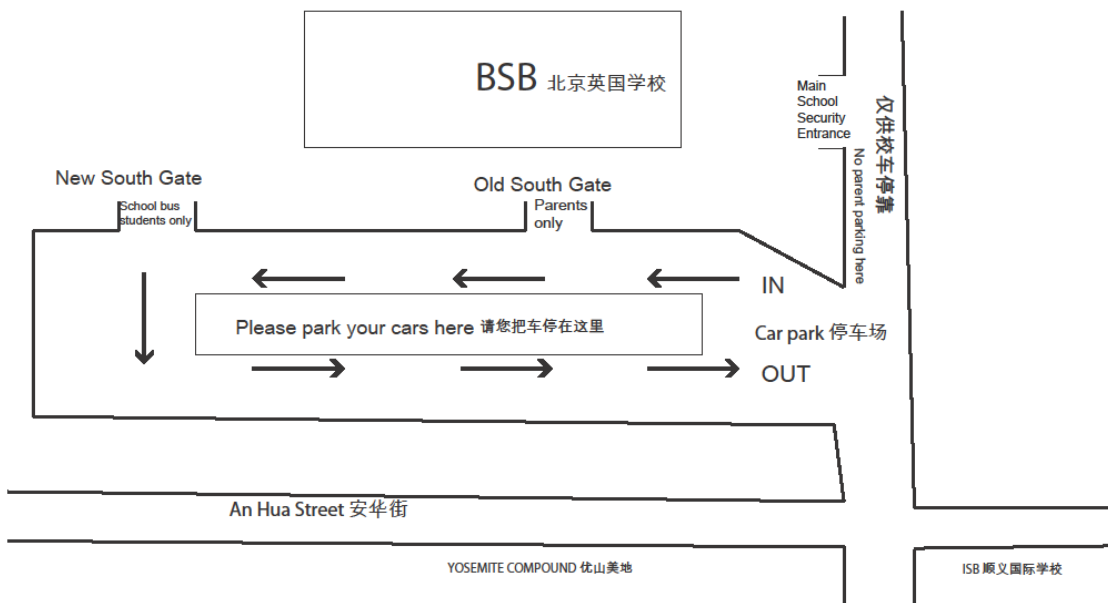 BSB 北京英国学校
Main
School
Security
Entrance
仅供校车停靠
No parent parking here
New South Gate
School bus
students only
Old South Gate
Parents
only
IN
Please park your cars here 请您把车停在这里
Car park 停车场
OUT
An Hua Street 安华街
YOSEMITE COMPOUND 优山美地
ISB 顺义国际学校